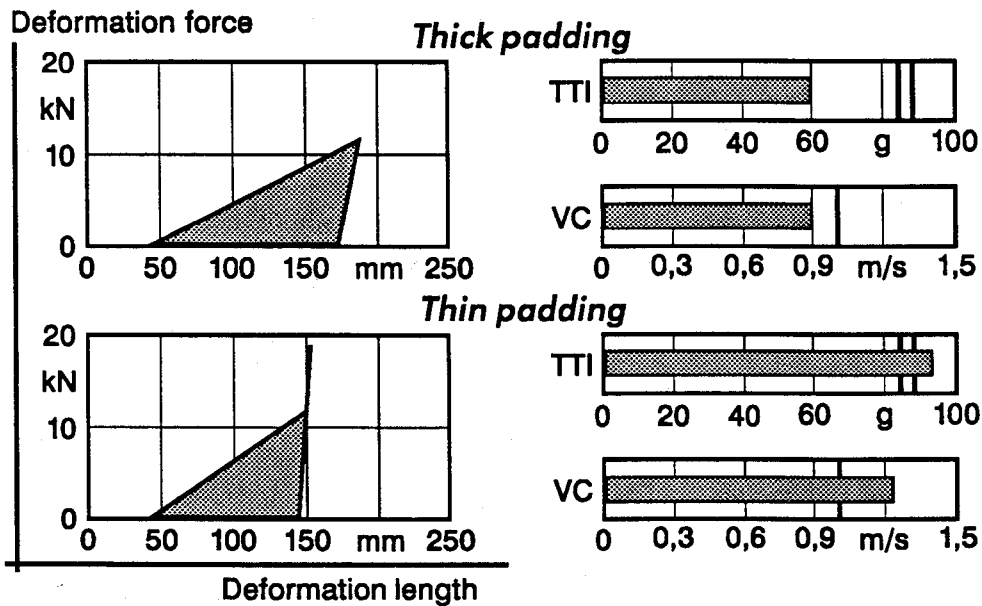 Deformation force
Thick padding
20
kN
10
0
0 50 100 150 mm 250
TTI
0 20 40 60 g 100
VC
0 0,3 0,6 0,9 m/s 1,5
Thin padding
20
kN
10
0
0 50 100 150 mm 250
TTI
0 20 40 60 g 100
VC
0 0,3 0,6 0,9 m/s 1,5
Deformation length